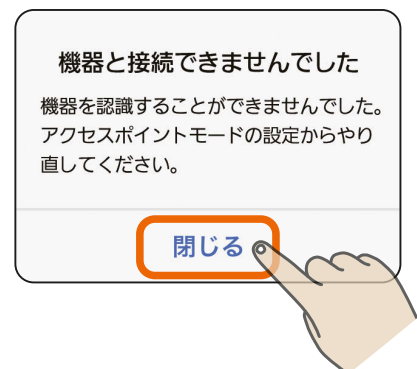 機器と接続できませんでした
機器を認識することができませんでした。
アクセスポイントモードの設定からやり
直してください。
閉じる